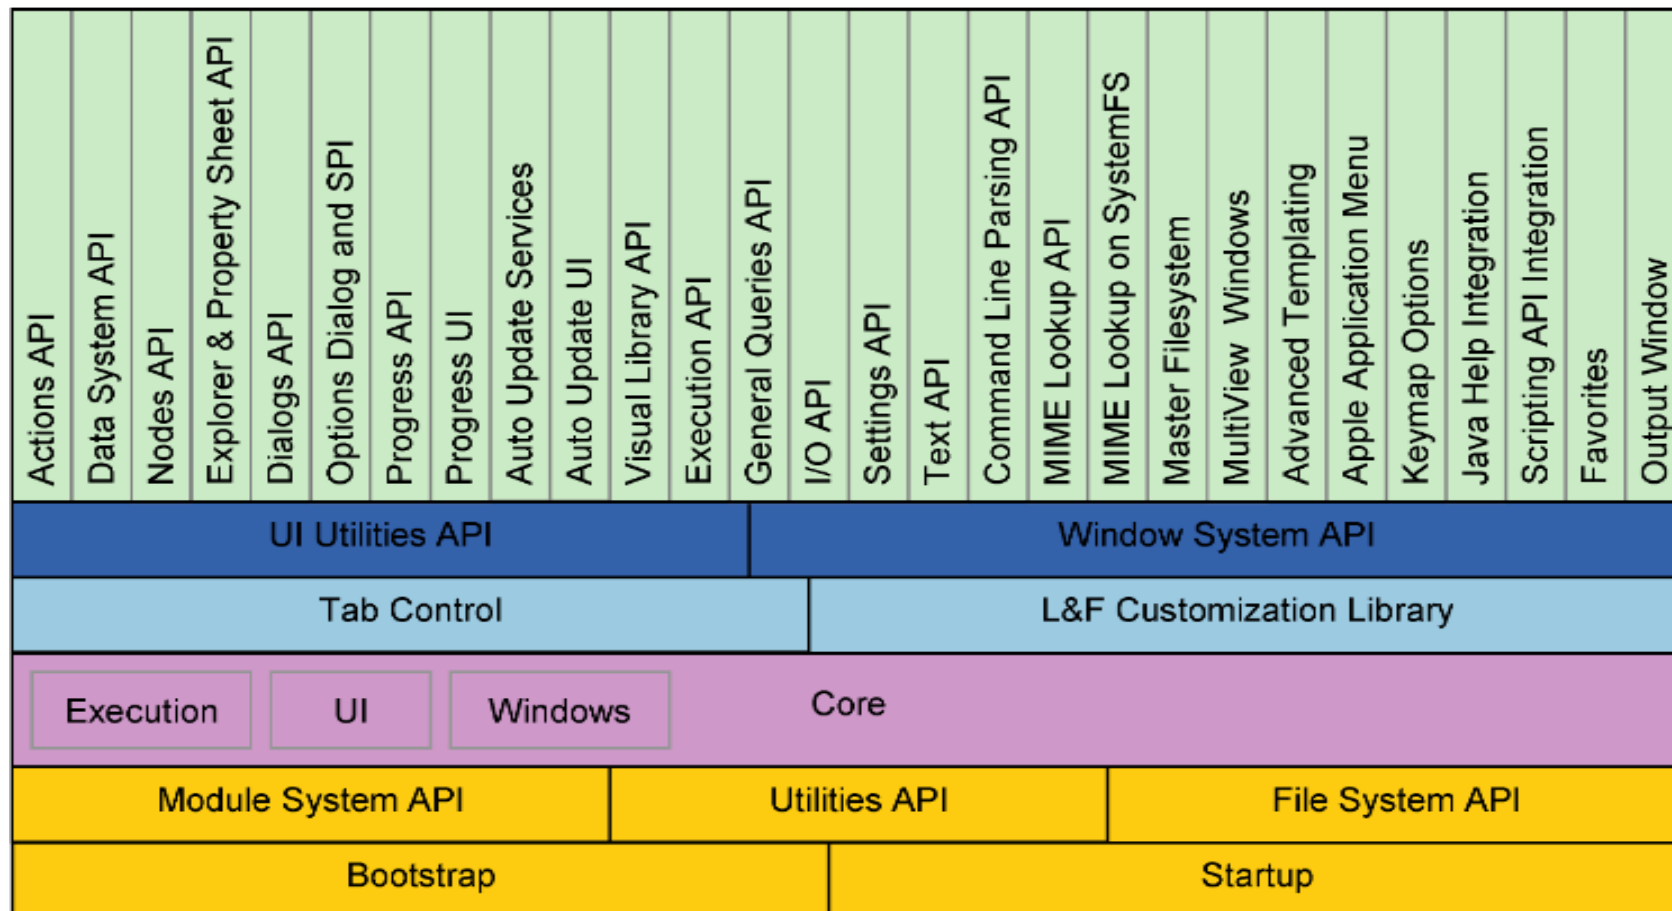 Actions API
Data System API
Nodes API
Explorer & Property Sheet API
Dialogs API
Options Dialog and SPI
Progress API
Progress UI
Auto Update Services
Auto Update UI
Visual Library API
Execution API
General Queries API
I/O API
Settings API
Text API
Command Line Parsing API
MIME Lookup API
MIME Lookup on SystemFS
Master Filesystem
MultiView Windows
Advanced Templating
Apple Application Menu
Keymap Options
Java Help Integration
Scripting API Integration
Favorites
Output Window
UI Utilities API
Window System API
Tab Control
L&F Customization Library
Execution
UI
Windows
Core
Module System API
Utilities API
File System API
Bootstrap
Startup